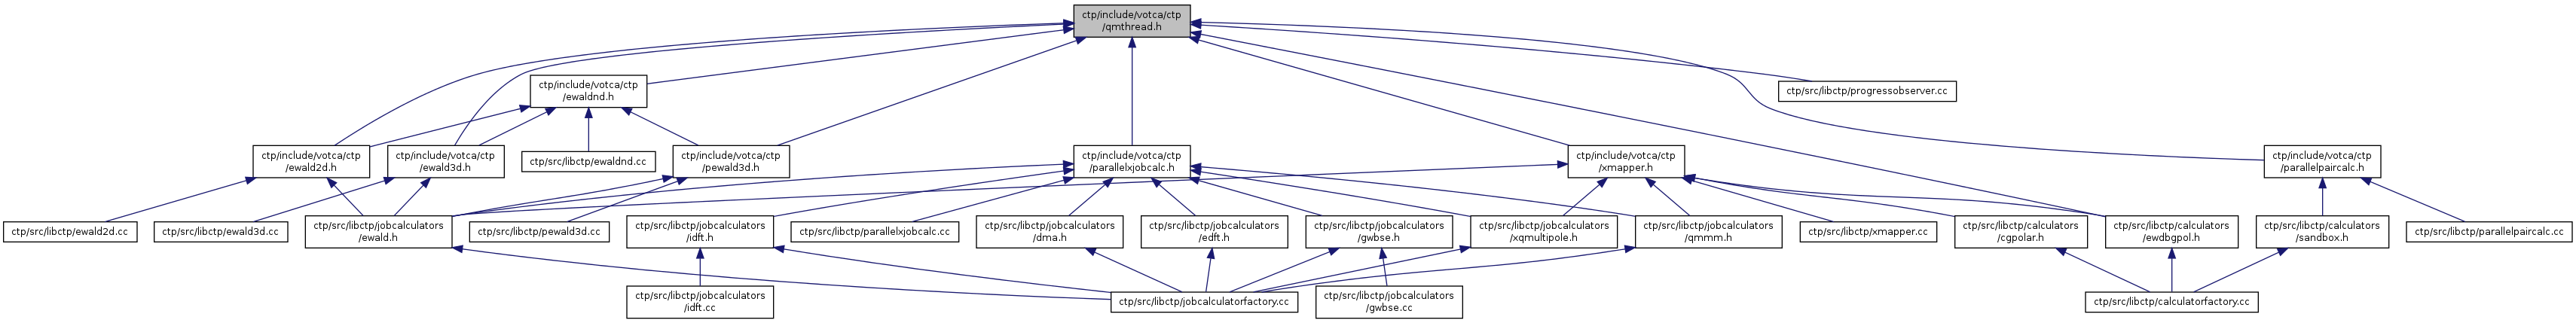 ctp/include/votca/ctp
/qmthread.h
ctp/include/votca/ctp
/ewaldnd.h
ctp/src/libctp/progressobserver.cc
ctp/include/votca/ctp
/ewald2d.h
ctp/include/votca/ctp
/ewald3d.h
ctp/src/libctp/ewaldnd.cc
ctp/include/votca/ctp
/pewald3d.h
ctp/include/votca/ctp
/parallelxjobcalc.h
ctp/include/votca/ctp
/xmapper.h
ctp/include/votca/ctp
/parallelpaircalc.h
ctp/src/libctp/ewald2d.cc
ctp/src/libctp/ewald3d.cc
ctp/src/libctp/jobcalculators
/ewald.h
ctp/src/libctp/pewald3d.cc
ctp/src/libctp/jobcalculators
/idft.h
ctp/src/libctp/parallelxjobcalc.cc
ctp/src/libctp/jobcalculators
/dma.h
ctp/src/libctp/jobcalculators
/edft.h
ctp/src/libctp/jobcalculators
/gwbse.h
ctp/src/libctp/jobcalculators
/xqmultipole.h
ctp/src/libctp/jobcalculators
/qmmm.h
ctp/src/libctp/xmapper.cc
ctp/src/libctp/calculators
/cgpolar.h
ctp/src/libctp/calculators
/ewdbgpol.h
ctp/src/libctp/calculators
/sandbox.h
ctp/src/libctp/parallelpaircalc.cc
ctp/src/libctp/jobcalculators
/idft.cc
ctp/src/libctp/jobcalculatorfactory.cc
ctp/src/libctp/jobcalculators
/gwbse.cc
ctp/src/libctp/calculatorfactory.cc